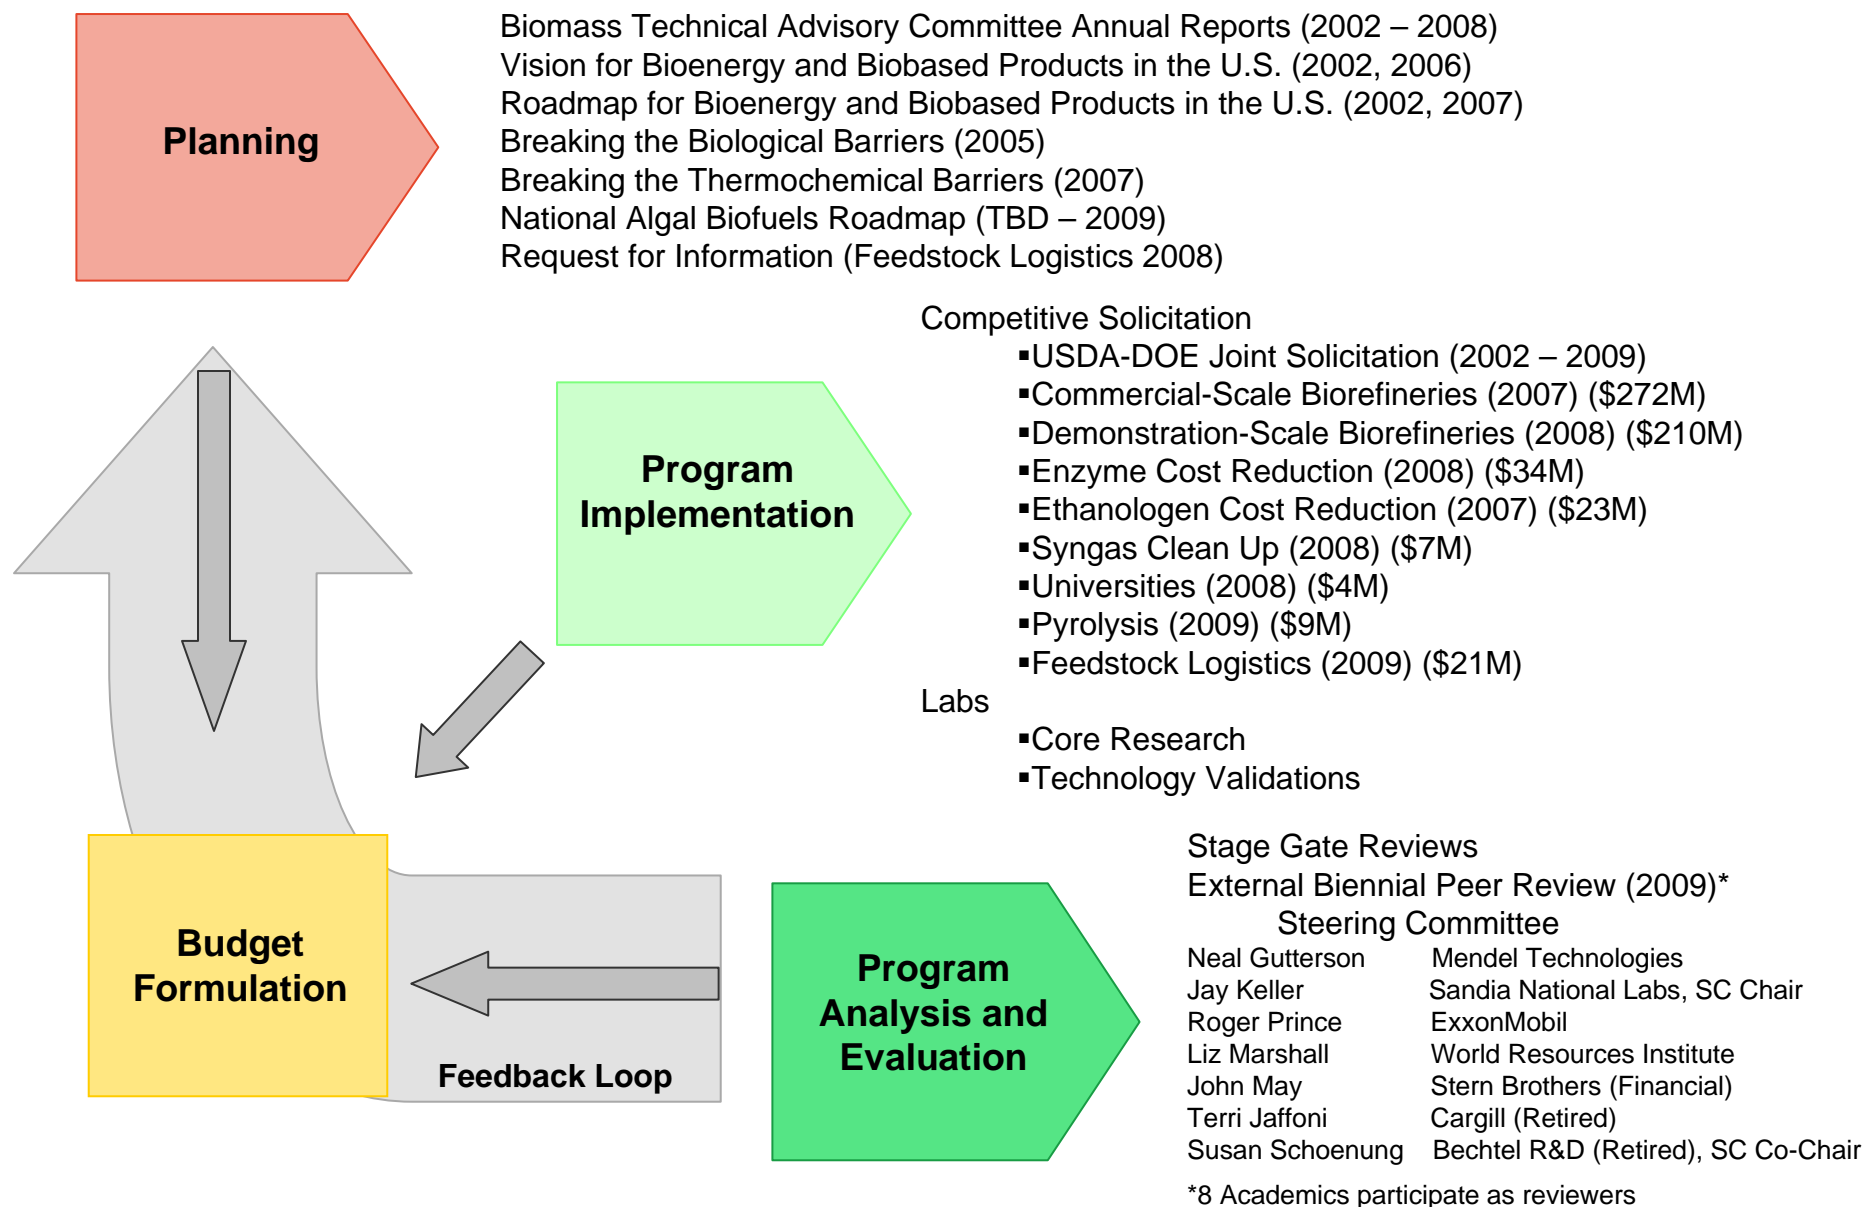 Planning
Biomass Technical Advisory Committee Annual Reports (2002 – 2008)
Vision for Bioenergy and Biobased Products in the U.S. (2002, 2006)
Roadmap for Bioenergy and Biobased Products in the U.S. (2002, 2007)
Breaking the Biological Barriers (2005)
Breaking the Thermochemical Barriers (2007)
National Algal Biofuels Roadmap (TBD – 2009)
Request for Information (Feedstock Logistics 2008)
Program
Implementation
Competitive Solicitation
▪USDA-DOE Joint Solicitation (2002 – 2009)
▪Commercial-Scale Biorefineries (2007) ($272M)
▪Demonstration-Scale Biorefineries (2008) ($210M)
▪Enzyme Cost Reduction (2008) ($34M)
▪Ethanologen Cost Reduction (2007) ($23M)
▪Syngas Clean Up (2008) ($7M)
▪Universities (2008) ($4M)
▪Pyrolysis (2009) ($9M)
▪Feedstock Logistics (2009) ($21M)
Labs
▪Core Research
▪Technology Validations
Budget
Formulation
Feedback Loop
Program
Analysis and
Evaluation
Stage Gate Reviews
External Biennial Peer Review (2009)*
Steering Committee
Neal Gutterson Mendel Technologies
Jay Keller Sandia National Labs, SC Chair
Roger Prince ExxonMobil
Liz Marshall World Resources Institute
John May Stern Brothers (Financial)
Terri Jaffoni Cargill (Retired)
Susan Schoenung Bechtel R&D (Retired), SC Co-Chair
*8 Academics participate as reviewers